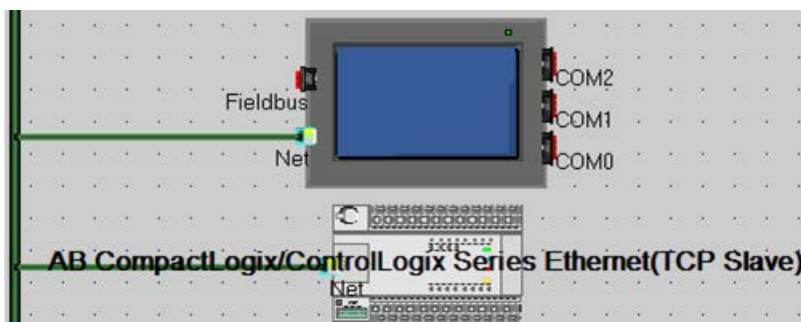 COM2
Fieldbus
COM1
Net
COM0
AB CompactLogix/ControlLogix Series Ethernet(TCP Slave)
Net